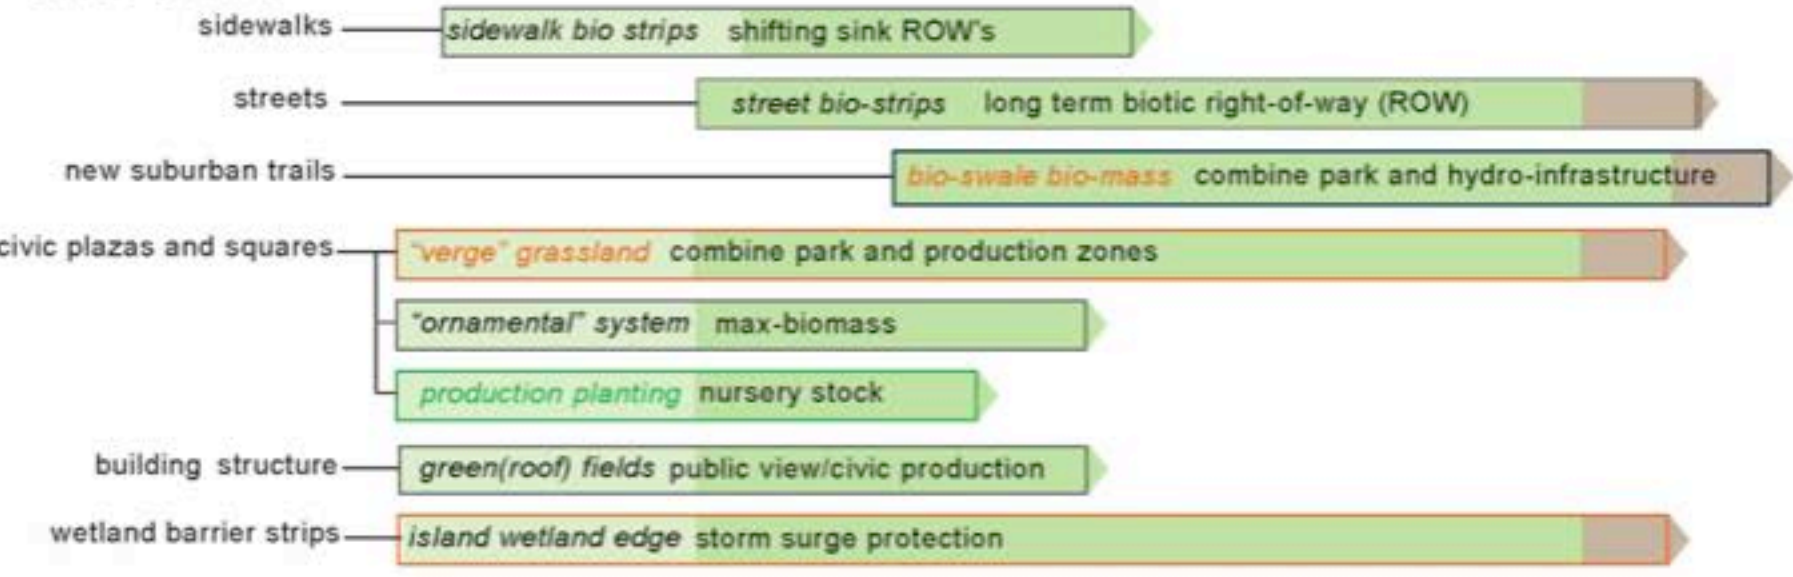 sidewalks sidewalk bio strips shifting sink ROW's
streets street bio-strips long term biotic right-of-way (ROW)
new suburban trails bio-swale bio-mass combine park and hydro-infrastructure
civic plazas and squares "verge" grassland combine park and production zones
"ornamental" system max-biomass
production planting nursery stock
building structure green(roof) fields public view/civic production
wetland barrier strips island wetland edge storm surge protection